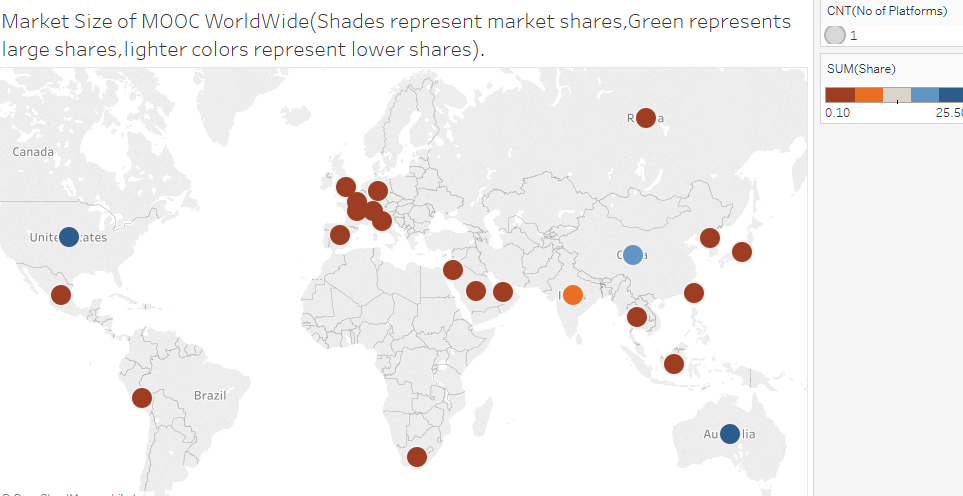 Market Size of MOOC WorldWide(Shades represent market shares,Green represents
large shares,lighter colors represent lower shares).
CNT(No of Platforms)
1
SUM(Share)
0.10 25.50
Canada
Brazil